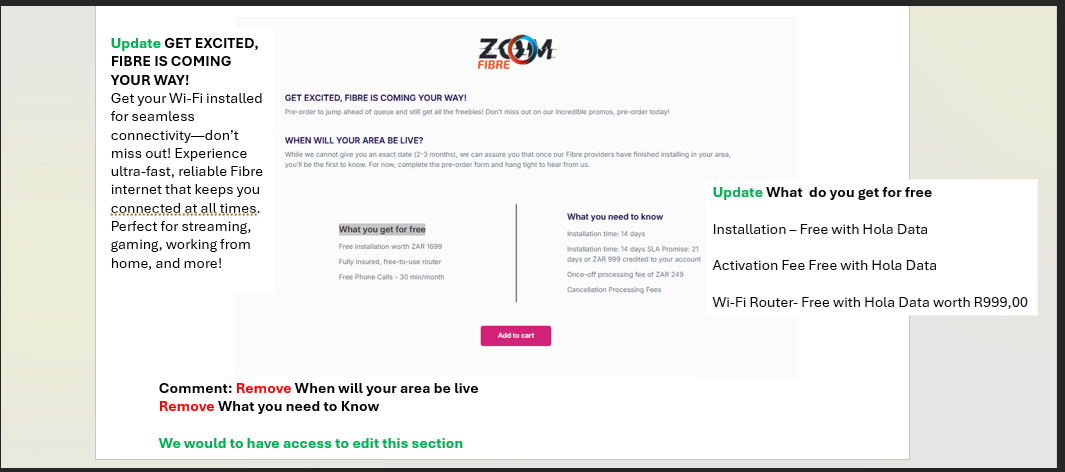 Update GET EXCITED,
FIBRE IS COMING
YOUR WAY!
Get your Wi-Fi installed
for seamless
connectivity—don’t
miss out! Experience
ultra-fast, reliable Fibre
internet that keeps you
connected at all times.
Perfect for streaming,
gaming, working from
home, and more!
ZOOM
FIBRE
GET EXCITED, FIBRE IS COMING YOUR WAY!
Pre-order to jump ahead of queue and still get all the freebies! Don't miss out on our incredible promos, pre-order today!
WHEN WILL YOUR AREA BE LIVE?
While we cannot give you an exact date (2-3 months), we can assure you that once our Fibre providers have finished installing in your area,
you'll be the first to know. For now, complete the pre-order form and hang tight to hear from us.
What you get for free
Free installation worth ZAR 1699
Fully insured, free-to-use router
Free Phone Calls - 30 min/month
What you need to know
Installation time: 14 days
Installation time: 14 days SLA Promise: 21
days or ZAR 999 credited to your account
Once-off processing fee of ZAR 249
Cancellation Processing Fees
Add to cart
Update What  do you get for free
Installation – Free with Hola Data
Activation Fee Free with Hola Data
Wi-Fi Router- Free with Hola Data worth R999,00
Comment: Remove When will your area be live
Remove What you need to Know
We would to have access to edit this section